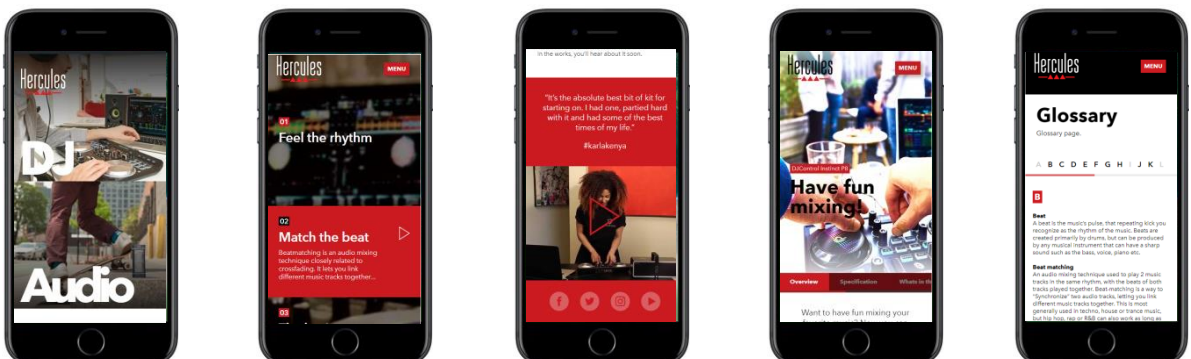 Hercules
DJ
Audio
Hercules
MENU
01
Feel the rhythm
02
Match the beat
Beatmatching is an audio mixing
technique closely related to
crossfading. It lets you link
different music tracks together...
03
In the works, you'll hear about it soon.
"It's the absolute best bit of kit for
starting on. I had one, partied hard
with it and had some of the best
times of my life."
#karlakenya
Hercules
MENU
DJControl Instinct P8
Have fun
mixing!
Overview Specification Whats in th
Want to have fun mixing your
Hercules
MENU
Glossary
Glossary page.
A B C D E F G H I J K L
B
Beat
A beat is the music's pulse, that repeating kick you
recognize as the rhythm of the music. Beats are
created primarily by drums, but can be produced
by any musical instrument that can have a sharp
sound such as the bass, voice, piano etc.
Beat matching
An audio mixing technique used to play 2 music
tracks in the same rhythm, with the beats of both
tracks played together. Beat-matching is a way to
"Synchronize" two audio tracks, letting you link
different music tracks together. This is most
generally used in techno, house or trance music,
but hip hop, rap or R&B can also work as long as